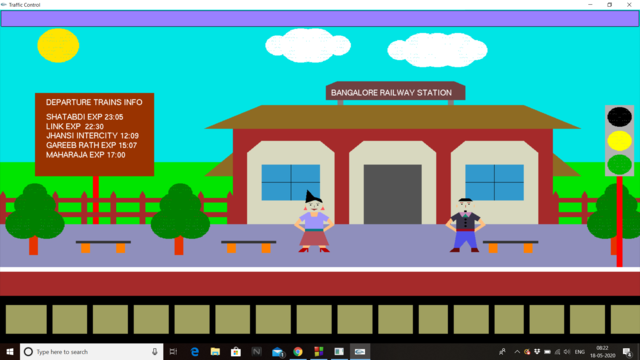 Traffic Control
BANGALORE RAILWAY STATION
DEPARTURE TRAINS INFO
SHATABDI EXP 23:05
LINK EXP 22:30
JHANSI INTERCITY 12:09
GAREEB RATH EXP 15:07
MAHARAJA EXP 17:00
Type here to search
ENG
08:22
18-05-2020